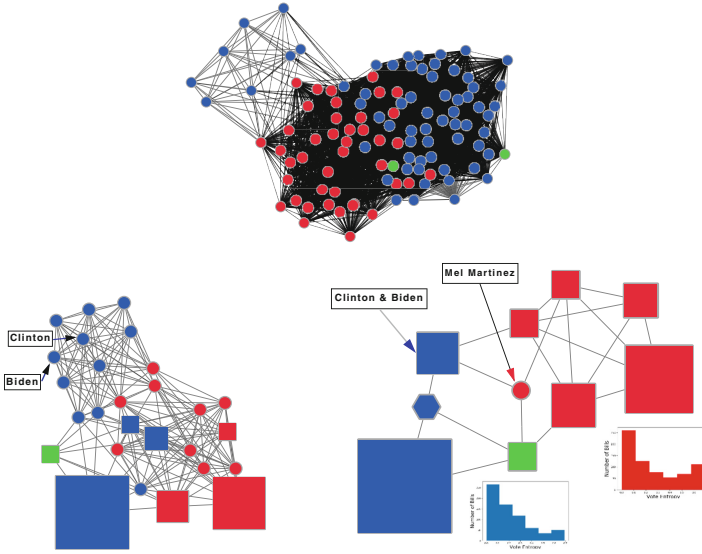 Mel Martinez
Clinton & Biden
Clinton
Biden
Number of Bills
Vote Entropy
Number of Bills
Vote Entropy